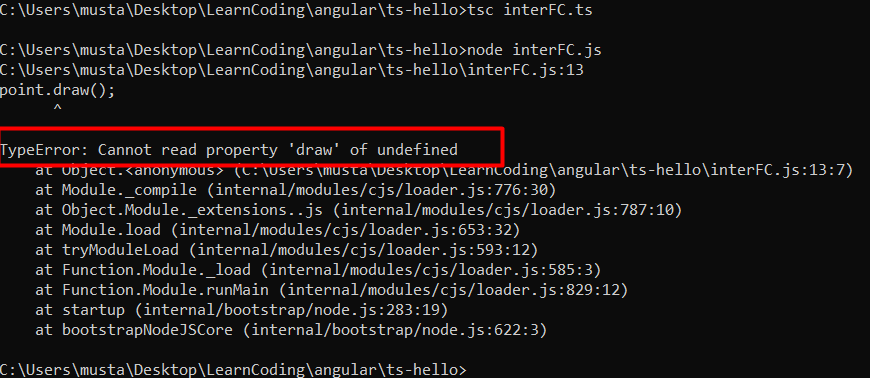 C:\Users\musta\Desktop\LearnCoding\angular\ts-hello>tsc interFC.ts
C:\Users\musta\Desktop\LearnCoding\angular\ts-hello>node interFC.js
C:\Users\musta\Desktop\LearnCoding\angular\ts-hello\interFC.js:13
point.draw();
^
TypeError: Cannot read property 'draw' of undefined
at Object.<anonymous> (C:\Users\musta\Desktop\LearnCoding\angular\ts-hello\interFC.js:13:7)
at Module._compile (internal/modules/cjs/loader.js:776:30)
at Object.Module._extensions..js (internal/modules/cjs/loader.js:787:10)
at Module.load (internal/modules/cjs/loader.js:653:32)
at tryModuleLoad (internal/modules/cjs/loader.js:593:12)
at Function.Module._load (internal/modules/cjs/loader.js:585:3)
at Function.Module.runMain (internal/modules/cjs/loader.js:829:12)
at startup (internal/bootstrap/node.js:283:19)
at bootstrapNodeJSCore (internal/bootstrap/node.js:622:3)
C:\Users\musta\Desktop\LearnCoding\angular\ts-hello>